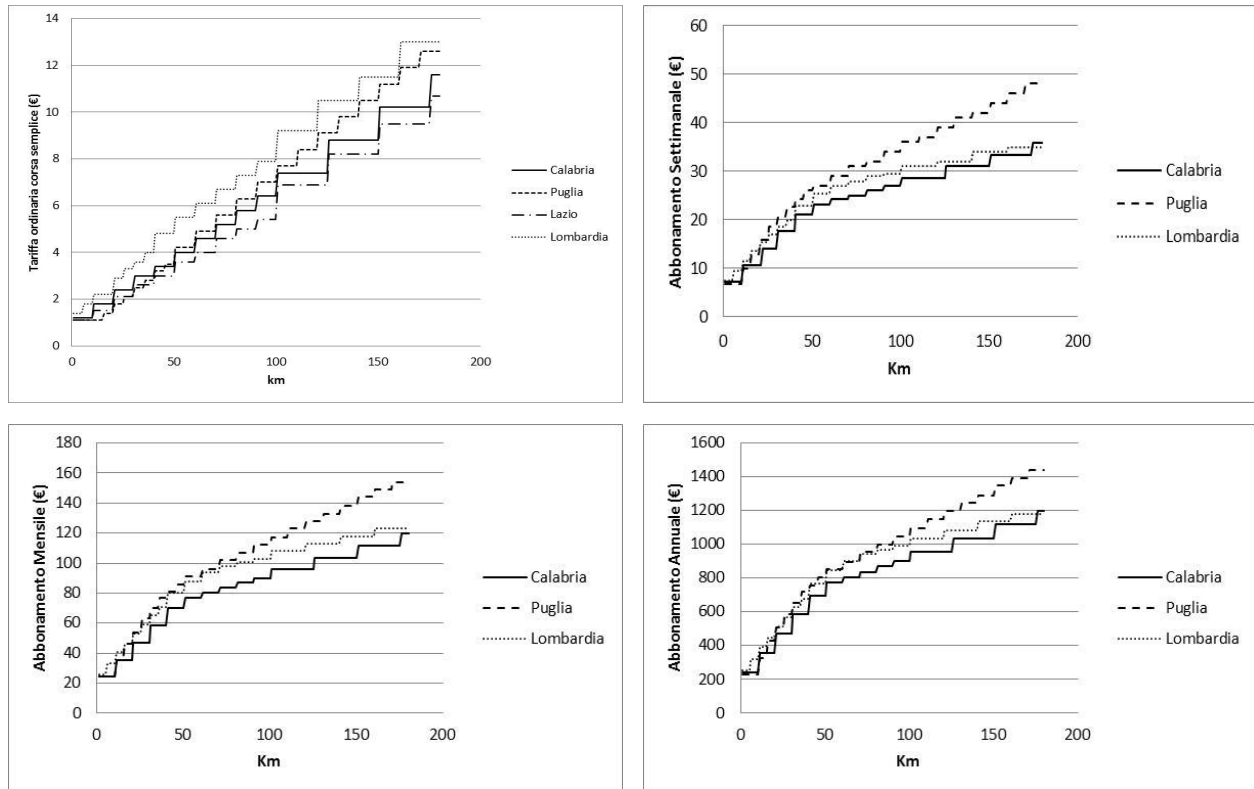 Tariffa ordinaria corsa semplice (€)
14
12
10
8
6
4
2
0
0 50 100 150 200
km
Calabria
Puglia
Lazio
Lombardia
Abbonamento Settimanale (€)
60
50
40
30
20
10
0
0 50 100 150 200
Km
Calabria
Puglia
Lombardia
Abbonamento Mensile (€)
180
160
140
120
100
80
60
40
20
0
0 50 100 150 200
Km
Calabria
Puglia
Lombardia
Abbonamento Annuale (€)
1600
1400
1200
1000
800
600
400
200
0
0 50 100 150 200
Km
Calabria
Puglia
Lombardia